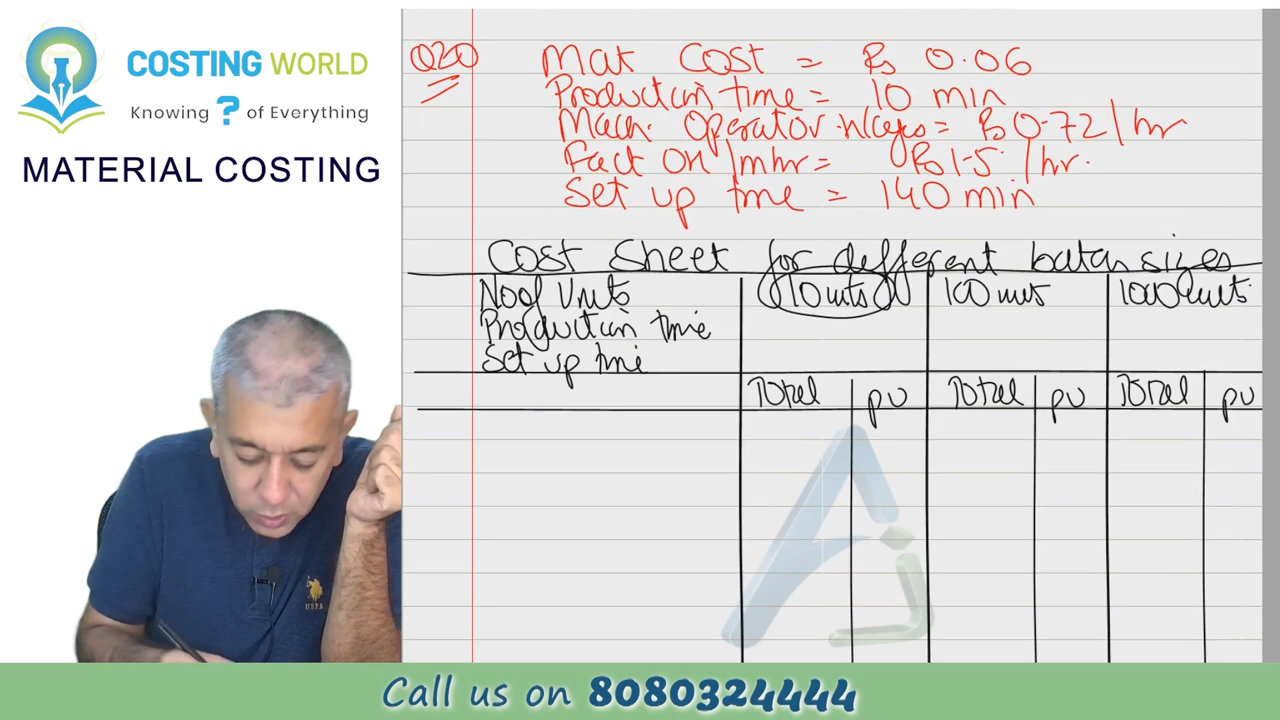 COSTING WORLD
Knowing ? of Everything
MATERIAL COSTING
Q20
Mat Cost = Rs 0.06
Production time = 10 min
Mach. Operator Wages = Rs 0.72/hr
Fact OH /mhr = Rs 1.5 /hr.
Set up time = 140 min
Cost Sheet for different batch sizes
No of Units 10 units 100 units 1000 units
Production time
Set up time
Total pu Total pu Total pu
USPA
Call us on 8080324444